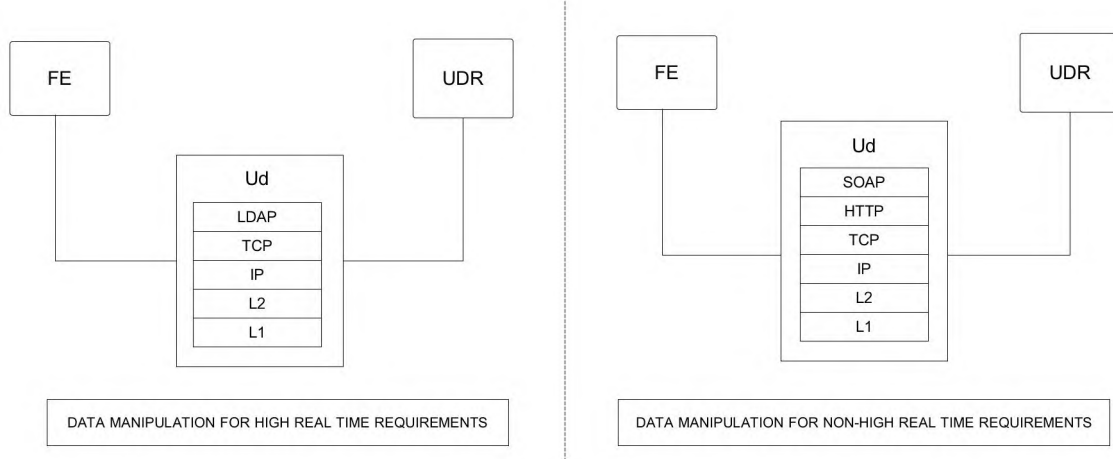 FE
UDR
Ud
LDAP
TCP
IP
L2
L1
DATA MANIPULATION FOR HIGH REAL TIME REQUIREMENTS
FE
UDR
Ud
SOAP
HTTP
TCP
IP
L2
L1
DATA MANIPULATION FOR NON-HIGH REAL TIME REQUIREMENTS